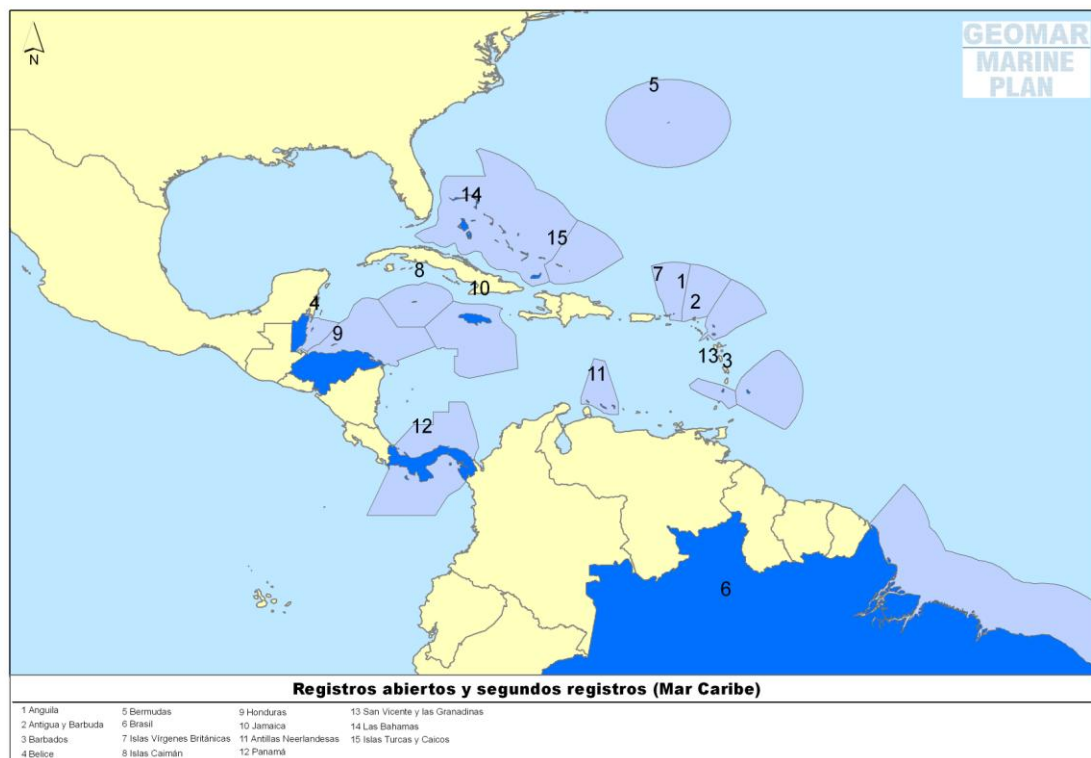 GEOMAR
MARINE
PLAN
N
5
14
15
8
10
7
1
2
4
9
13
3
11
12
6
Registros abiertos y segundos registros (Mar Caribe)
1 Anguila
2 Antigua y Barbuda
3 Barbados
4 Belice
5 Bermudas
6 Brasil
7 Islas Vírgenes Británicas
8 Islas Caimán
9 Honduras
10 Jamaica
11 Antillas Neerlandesas
12 Panamá
13 San Vicente y las Granadinas
14 Las Bahamas
15 Islas Turcas y Caicos